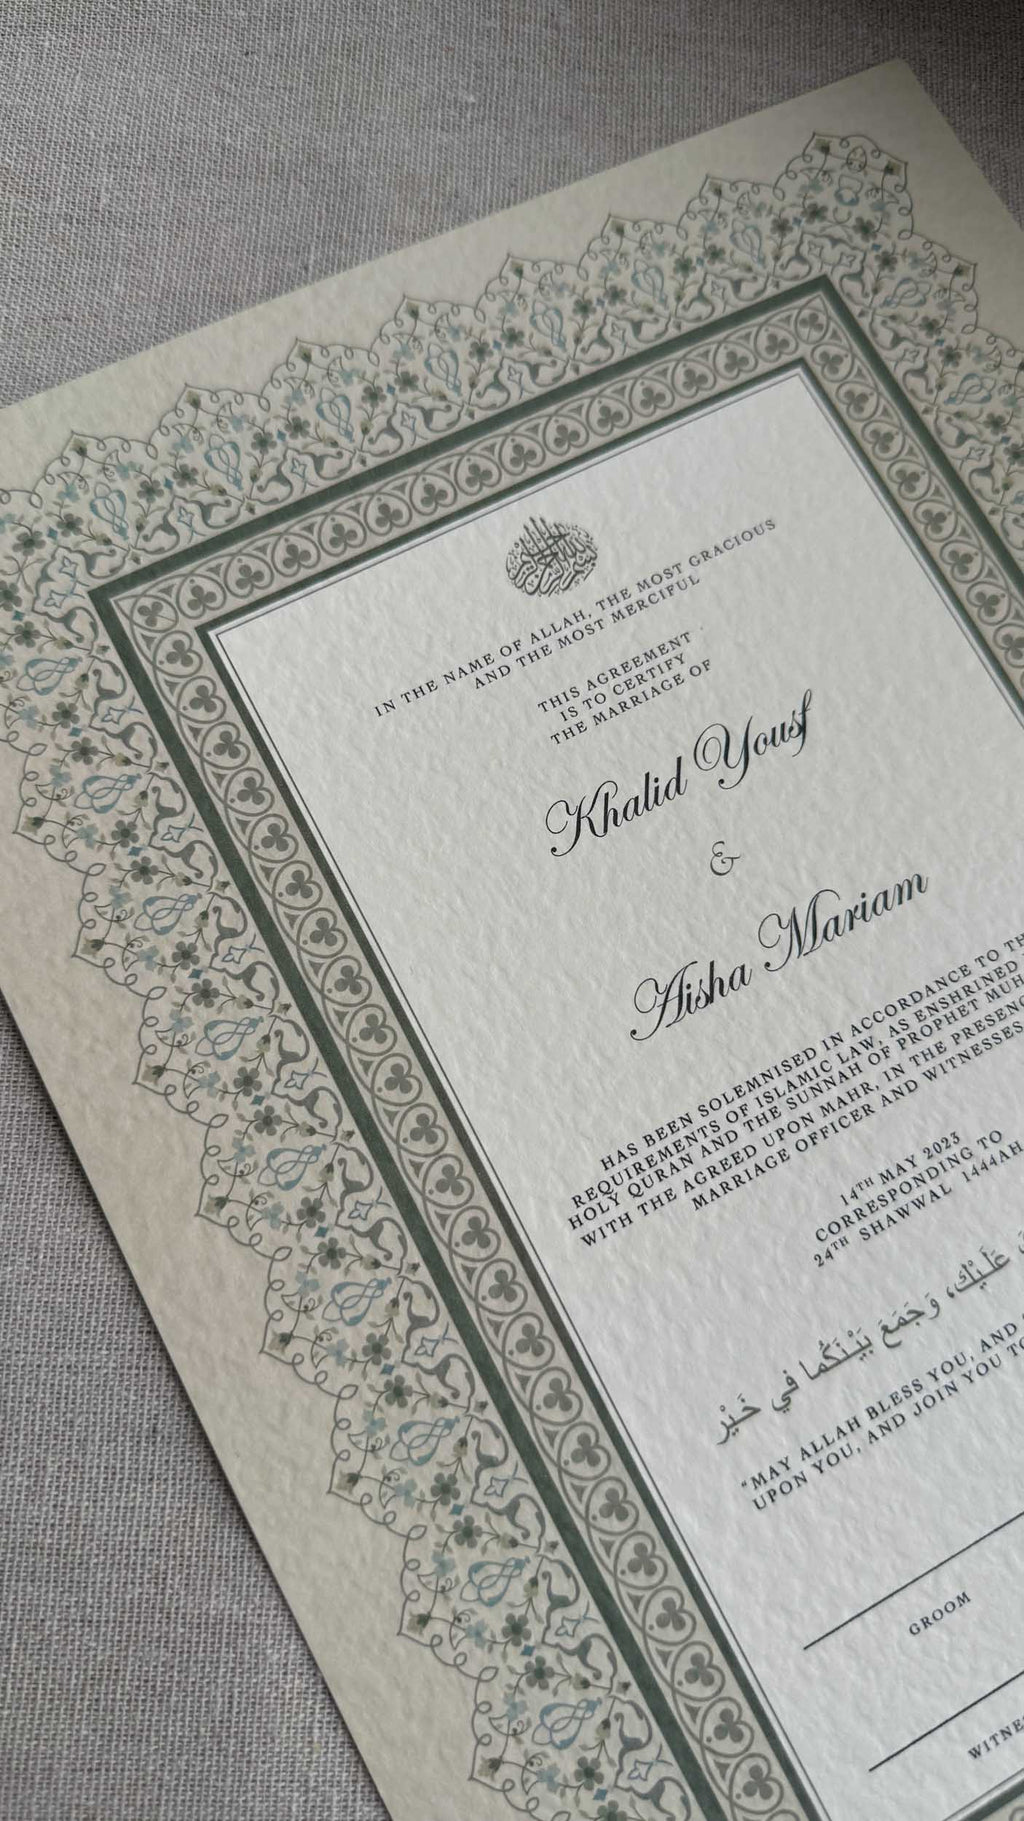 IN THE NAME OF ALLAH, THE MOST GRACIOUS
AND THE MOST MERCIFUL
THIS AGREEMENT
IS TO CERTIFY
THE MARRIAGE OF
Khalid Yousf
&
Aisha Mariam
HAS BEEN SOLEMNISED IN ACCORDANCE TO
REQUIREMENTS OF ISLAMIC LAW, AS ENSHRINED
HOLY QURAN AND THE SUNNAH OF PROPHET
WITH THE AGREED UPON MAHR, IN THE
MARRIAGE OFFICER AND WITNESSES
14TH MAY 2023
CORRESPONDING TO
24TH SHAWWAL 1444AH
عَلَيْكَ، وَجَمَعَ بَيْنَكُمَا فِي خَيْر
"MAY ALLAH BLESS YOU, AND
UPON YOU, AND JOIN YOU
GROOM